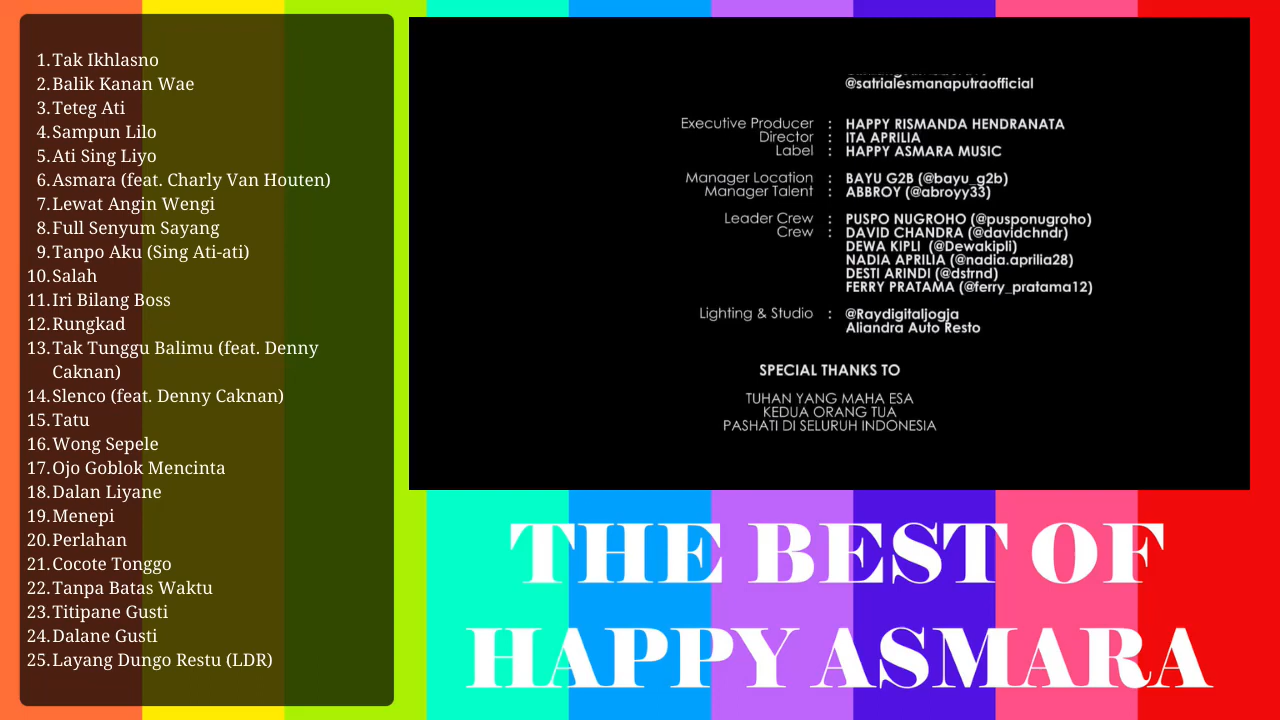 1. Tak Ikhlasno
2. Balik Kanan Wae
3. Teteg Ati
4. Sampun Lilo
5. Ati Sing Liyo
6. Asmara (feat. Charly Van Houten)
7. Lewat Angin Wengi
8. Full Senyum Sayang
9. Tanpo Aku (Sing Ati-ati)
10. Salah
11. Iri Bilang Boss
12. Rungkad
13. Tak Tunggu Balimu (feat. Denny
Caknan)
14. Slenco (feat. Denny Caknan)
15. Tatu
16. Wong Sepele
17. Ojo Goblok Mencinta
18. Dalan Liyane
19. Menepi
20. Perlahan
21. Cocote Tonggo
22. Tanpa Batas Waktu
23. Titipane Gusti
24. Dalane Gusti
25. Layang Dungo Restu (LDR)
@satrialesmanaputraofficial
Executive Producer : HAPPY RISMANDA HENDRANATA
Director : ITA APRILIA
Label : HAPPY ASMARA MUSIC
Manager Location : BAYU G2B (@bayu_g2b)
Manager Talent : ABBROY (@abroyy33)
Leader Crew : PUSPO NUGROHO (@pusponugroho)
Crew : DAVID CHANDRA (@davidchndr)
DEWA KIPLI (@Dewakipli)
NADIA APRILIA (@nadia.aprilia28)
DESTI ARINDI (@dstrnd)
FERRY PRATAMA (@ferry_pratama12)
Lighting & Studio : @Raydigitaljogja
Aliandra Auto Resto
SPECIAL THANKS TO
TUHAN YANG MAHA ESA
KEDUA ORANG TUA
PASHATI DI SELURUH INDONESIA
THE BEST OF
HAPPY ASMARA